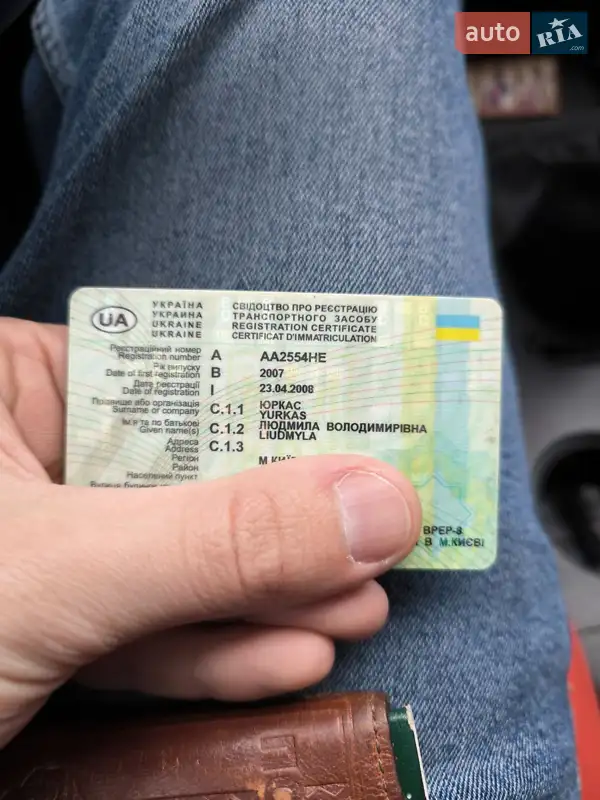 auto RIA .com
UA
УКРАЇНА СВІДОЦТВО ПРО РЕЄСТРАЦІЮ
УКРАИНА ТРАНСПОРТНОГО ЗАСОБУ
UKRAINE REGISTRATION CERTIFICATE
UKRAINE CERTIFICAT D'IMMATRICULATION
Реєстраційний номер
Registration number A AA2554HE
Рік випуску
Date of first registration B 2007
Дата реєстрації
Date of registration I 23.04.2008
Прізвище або організація C.1.1 ЮРКАС
Surname or company YURKAS
Ім'я та по батькові C.1.2 ЛЮДМИЛА ВОЛОДИМИРІВНА
Given name(s) LIUDMYLA
Адреса C.1.3
Address
Регіон М.КИЇВ
Район
Населений пункт
ВРЕР-8
В М.КИЄВІ